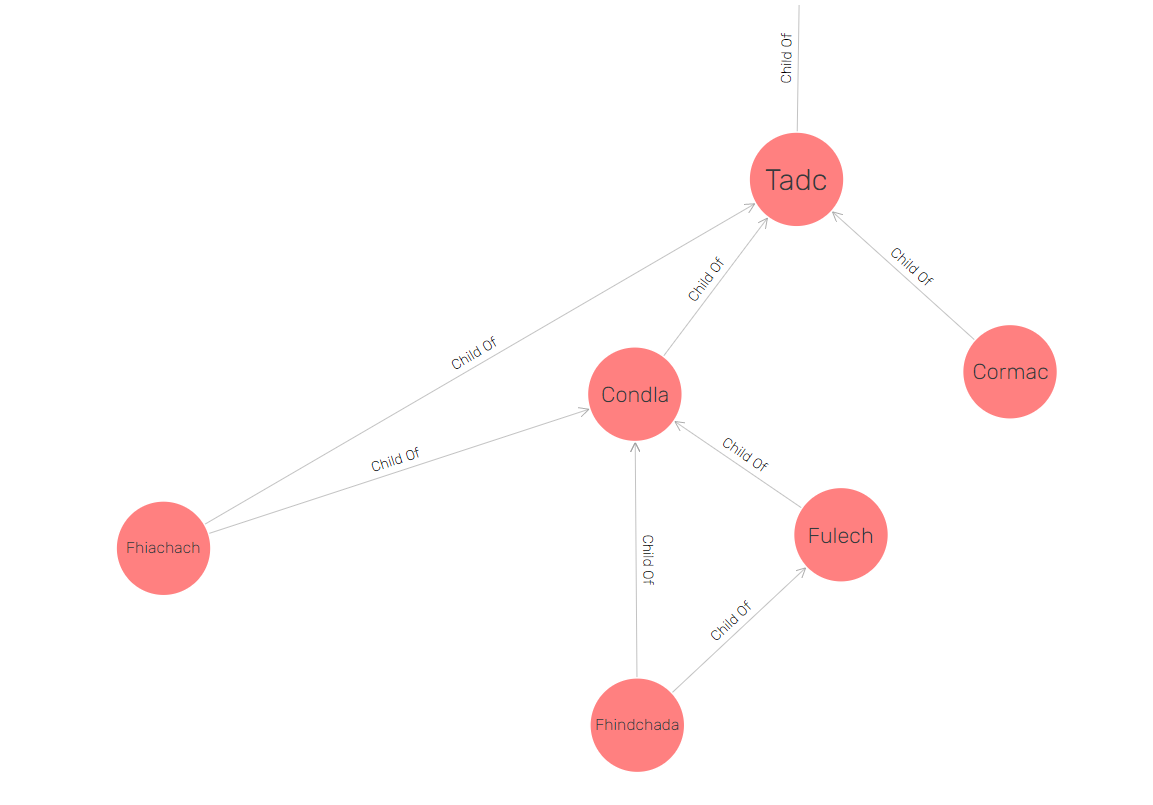 Child Of
Tadc
Child Of
Child Of
Child Of
Cormac
Condla
Child Of
Child Of
Fhiachach
Fulech
Child Of
Child Of
Fhindchada